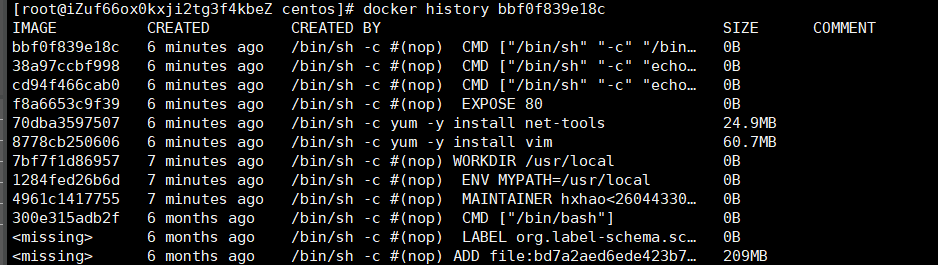 [root@iZuf66ox0kxji2tg3f4kbeZ centos]# docker history bbf0f839e18c
IMAGE CREATED CREATED BY SIZE COMMENT
bbf0f839e18c 6 minutes ago /bin/sh -c #(nop) CMD ["/bin/sh" "-c" "/bin… 0B
38a97ccbf998 6 minutes ago /bin/sh -c #(nop) CMD ["/bin/sh" "-c" "echo… 0B
cd94f466cab0 6 minutes ago /bin/sh -c #(nop) CMD ["/bin/sh" "-c" "echo… 0B
f8a6653c9f39 6 minutes ago /bin/sh -c #(nop) EXPOSE 80 0B
70dba3597507 6 minutes ago /bin/sh -c yum -y install net-tools 24.9MB
8778cb250606 6 minutes ago /bin/sh -c yum -y install vim 60.7MB
7bf7f1d86957 7 minutes ago /bin/sh -c #(nop) WORKDIR /usr/local 0B
1284fed26b6d 7 minutes ago /bin/sh -c #(nop) ENV MYPATH=/usr/local 0B
4961c1417755 7 minutes ago /bin/sh -c #(nop) MAINTAINER hxhao<26044330… 0B
300e315adb2f 6 months ago /bin/sh -c #(nop) CMD ["/bin/bash"] 0B
<missing> 6 months ago /bin/sh -c #(nop) LABEL org.label-schema.sc… 0B
<missing> 6 months ago /bin/sh -c #(nop) ADD file:bd7a2aed6ede423b7… 209MB